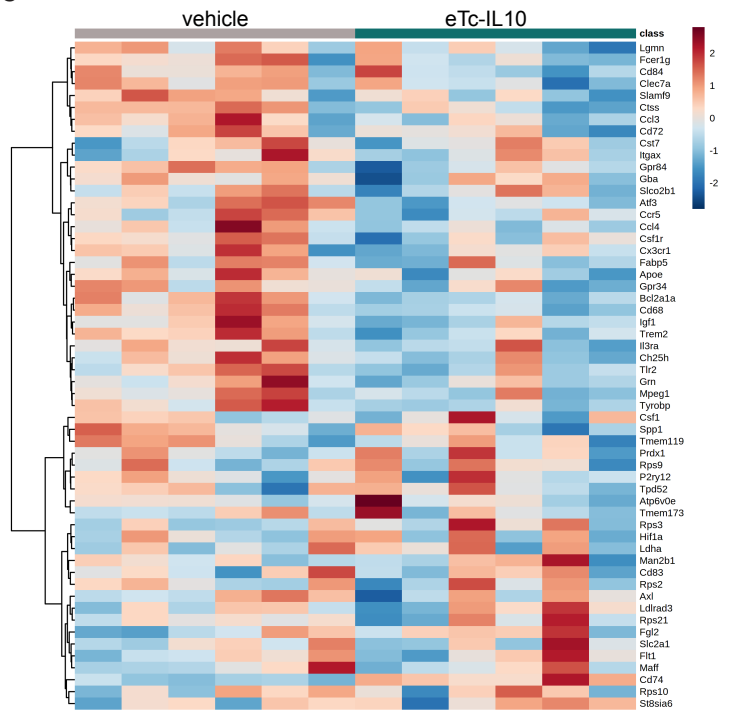 vehicle eTc-IL10
class
Lgmn
Fcer1g
Cd84
Clec7a
Slamf9
Ctss
Ccl3
Cd72
Cst7
Itgax
Gpr84
Gba
Slco2b1
Atf3
Ccr5
Ccl4
Csf1r
Cx3cr1
Fabp5
Apoe
Gpr34
Bcl2a1a
Cd68
Igf1
Trem2
Il3ra
Ch25h
Tlr2
Grn
Mpeg1
Tyrobp
Csf1
Spp1
Tmem119
Prdx1
Rps9
P2ry12
Tpd52
Atp6v0e
Tmem173
Rps3
Hif1a
Ldha
Man2b1
Cd83
Rps2
Axl
Ldlrad3
Rps21
Fgl2
Slc2a1
Flt1
Maff
Cd74
Rps10
St8sia6
2
1
0
-1
-2